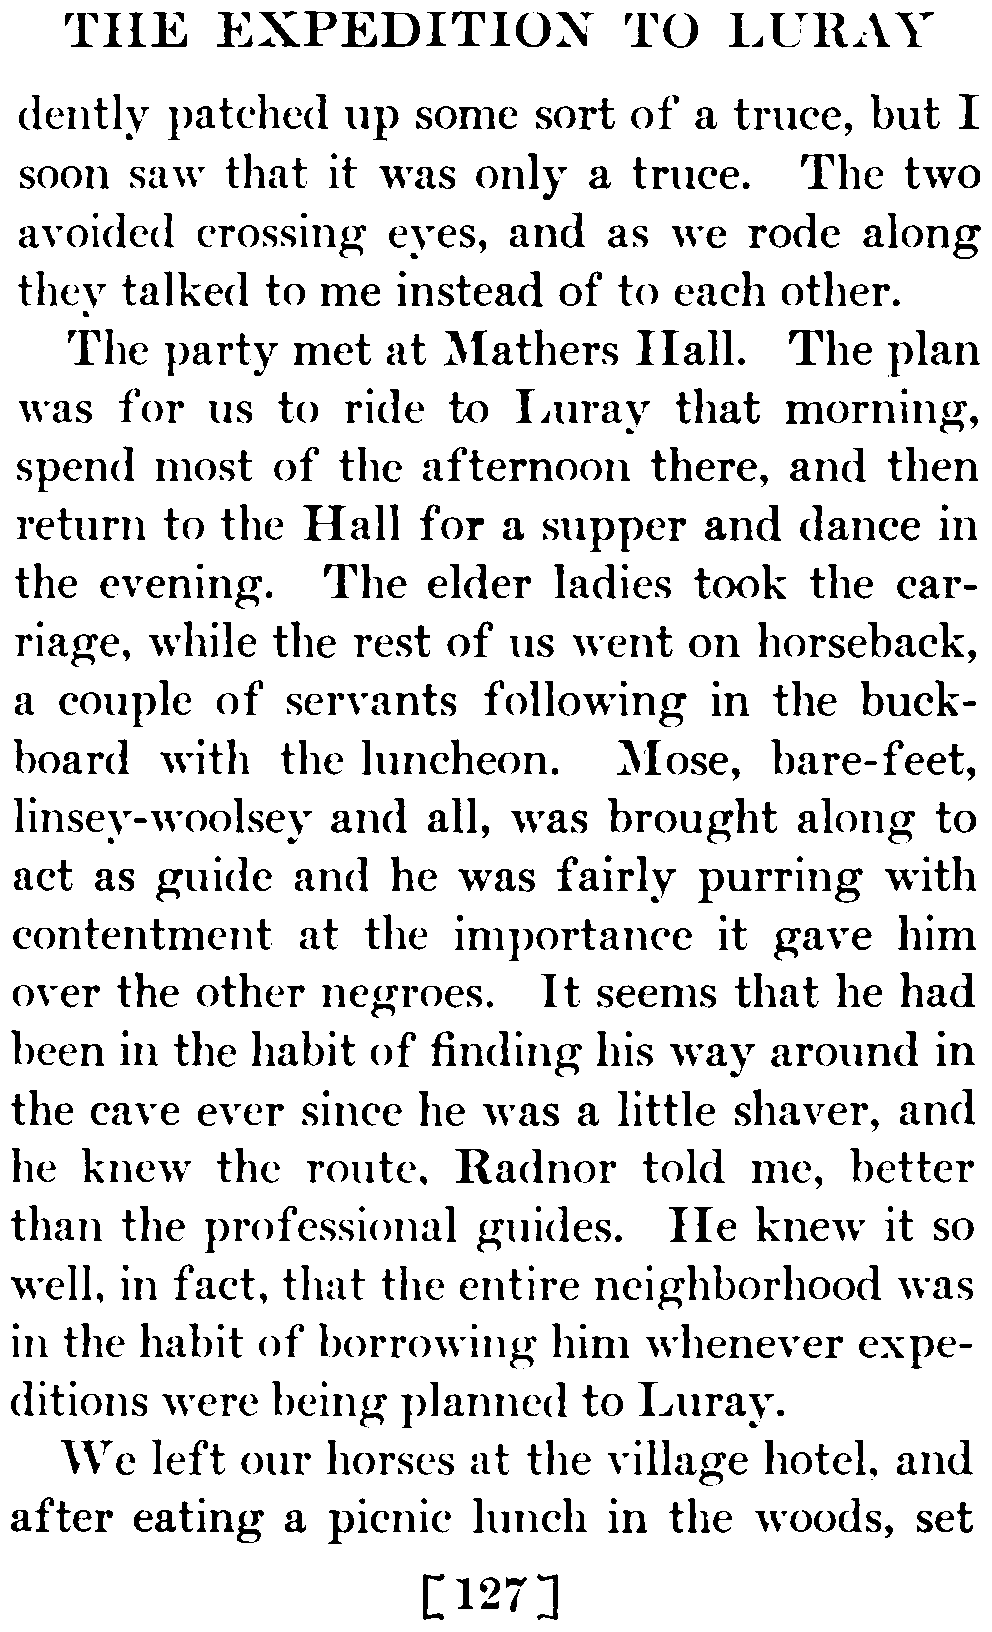 THE EXPEDITION TO LURAY
dently patched up some sort of a truce, but I
soon saw that it was only a truce. The two
avoided crossing eyes, and as we rode along
they talked to me instead of to each other.
The party met at Mathers Hall. The plan
was for us to ride to Luray that morning,
spend most of the afternoon there, and then
return to the Hall for a supper and dance in
the evening. The elder ladies took the car-
riage, while the rest of us went on horseback,
a couple of servants following in the buck-
board with the luncheon. Mose, bare-feet,
linsey-woolsey and all, was brought along to
act as guide and he was fairly purring with
contentment at the importance it gave him
over the other negroes. It seems that he had
been in the habit of finding his way around in
the cave ever since he was a little shaver, and
he knew the route, Radnor told me, better
than the professional guides. He knew it so
well, in fact, that the entire neighborhood was
in the habit of borrowing him whenever expe-
ditions were being planned to Luray.
We left our horses at the village hotel, and
after eating a picnic lunch in the woods, set
[127]